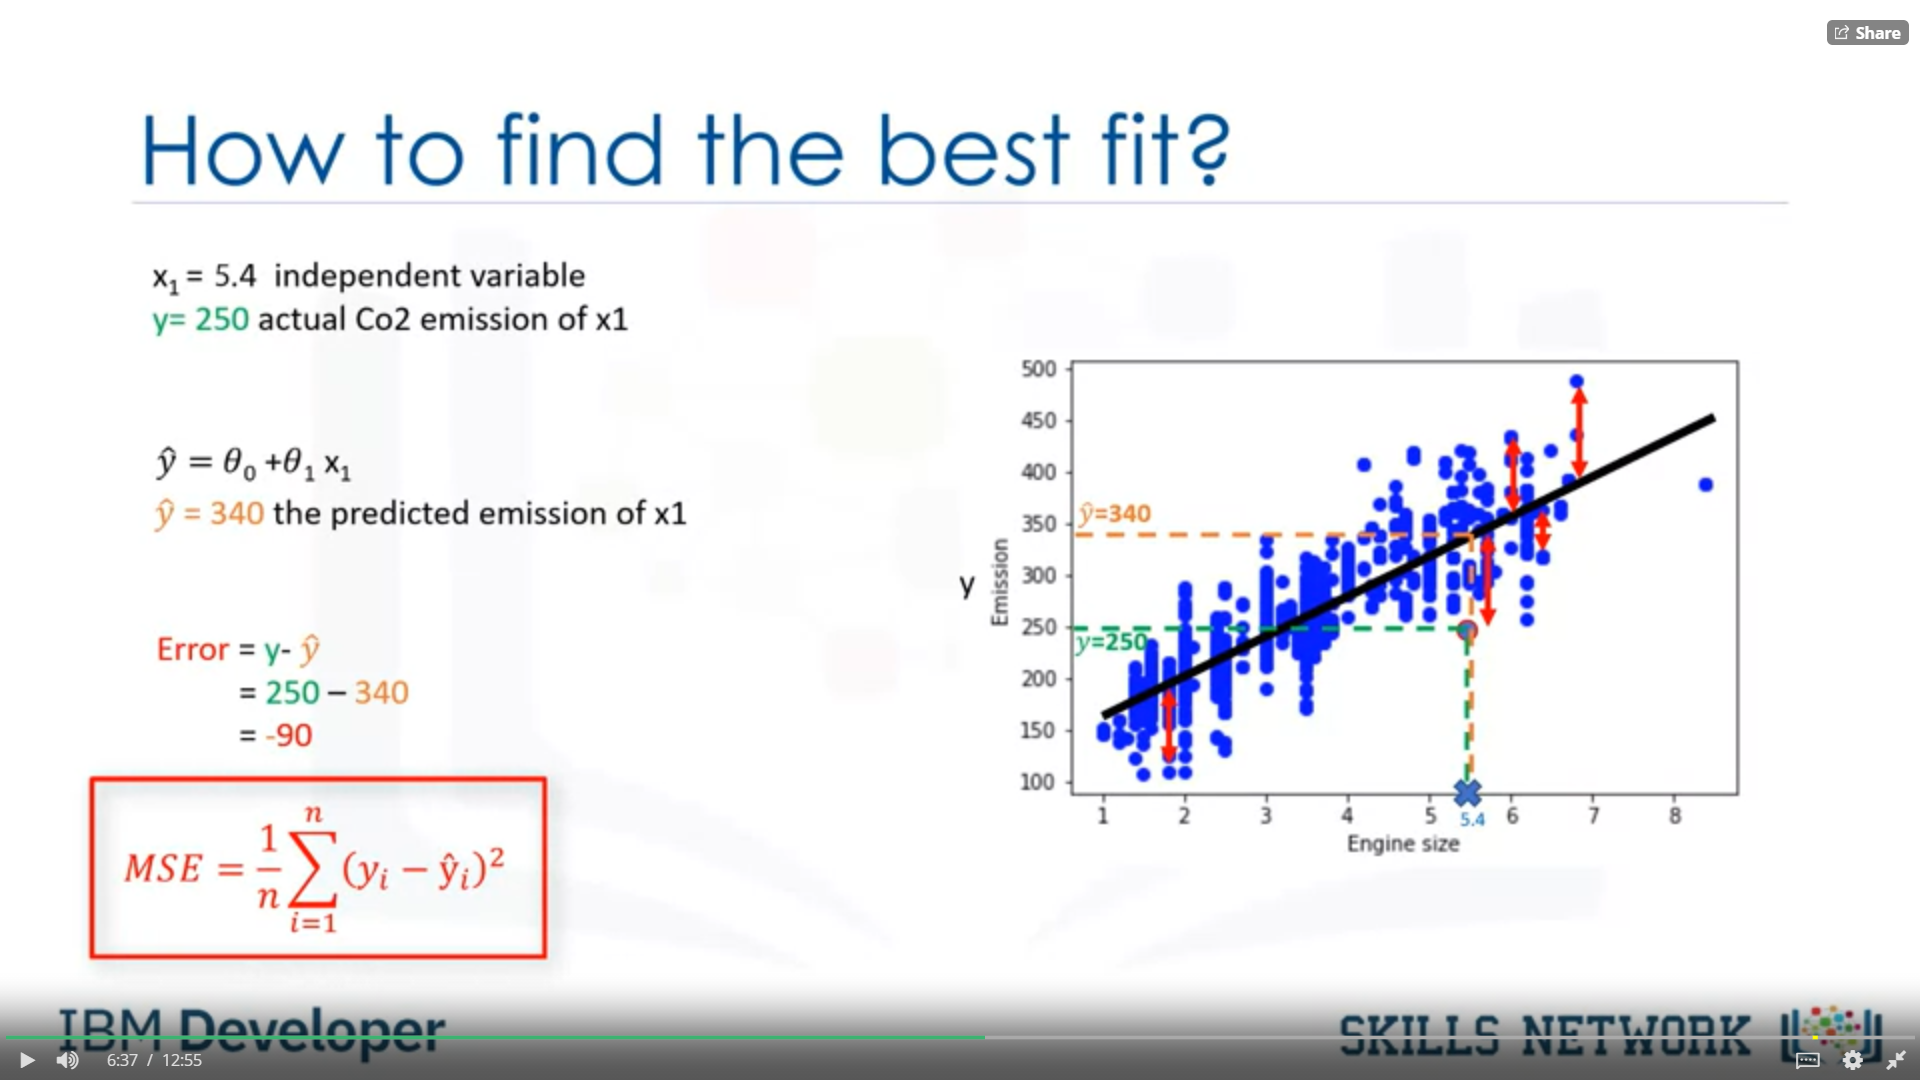 Share
How to find the best fit?
x₁ = 5.4 independent variable
y= 250 actual Co2 emission of x1
ŷ = θ₀ +θ₁ x₁
ŷ = 340 the predicted emission of x1
Error = y- ŷ
= 250 – 340
= -90
MSE = 1/n ∑ᵢ₌₁ⁿ (yᵢ − ŷᵢ)²
500
450
400
350
300
250
200
150
100
ŷ=340
y=250
y
Emission
1 2 3 4 5 5.4 6 7 8
Engine size
IBM Developer
SKILLS NETWORK
6:37 / 12:55